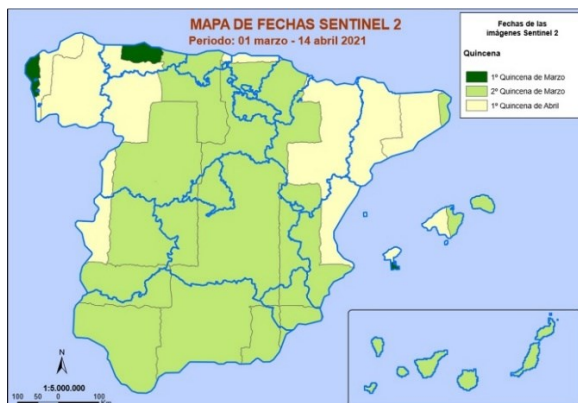 MAPA DE FECHAS SENTINEL 2
Período: 01 marzo - 14 abril 2021
Fechas de las
imágenes Sentinel 2
Quincena
1ª Quincena de Marzo
2ª Quincena de Marzo
1ª Quincena de Abril
N
1:5.000.000
100 50 0 100